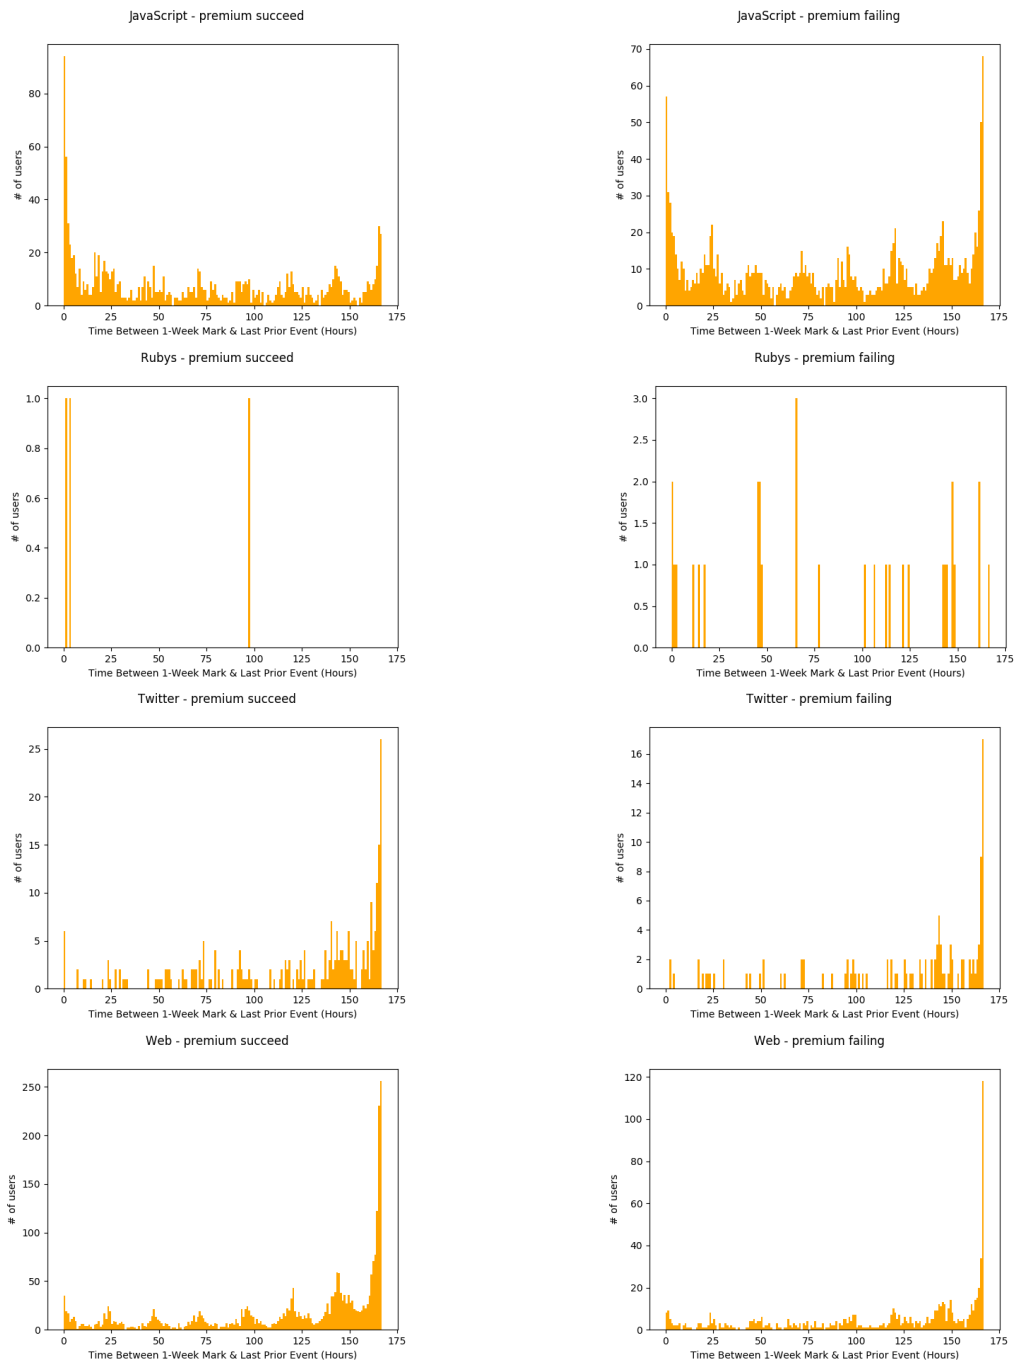 JavaScript - premium succeed
# of users
80
60
40
20
0
0 25 50 75 100 125 150 175
Time Between 1-Week Mark & Last Prior Event (Hours)
JavaScript - premium failing
# of users
70
60
50
40
30
20
10
0
0 25 50 75 100 125 150 175
Time Between 1-Week Mark & Last Prior Event (Hours)
Rubys - premium succeed
# of users
1.0
0.8
0.6
0.4
0.2
0.0
0 25 50 75 100 125 150 175
Time Between 1-Week Mark & Last Prior Event (Hours)
Rubys - premium failing
# of users
3.0
2.5
2.0
1.5
1.0
0.5
0.0
0 25 50 75 100 125 150 175
Time Between 1-Week Mark & Last Prior Event (Hours)
Twitter - premium succeed
# of users
25
20
15
10
5
0
0 25 50 75 100 125 150 175
Time Between 1-Week Mark & Last Prior Event (Hours)
Twitter - premium failing
# of users
16
14
12
10
8
6
4
2
0
0 25 50 75 100 125 150 175
Time Between 1-Week Mark & Last Prior Event (Hours)
Web - premium succeed
# of users
250
200
150
100
50
0
0 25 50 75 100 125 150 175
Time Between 1-Week Mark & Last Prior Event (Hours)
Web - premium failing
# of users
120
100
80
60
40
20
0
0 25 50 75 100 125 150 175
Time Between 1-Week Mark & Last Prior Event (Hours)